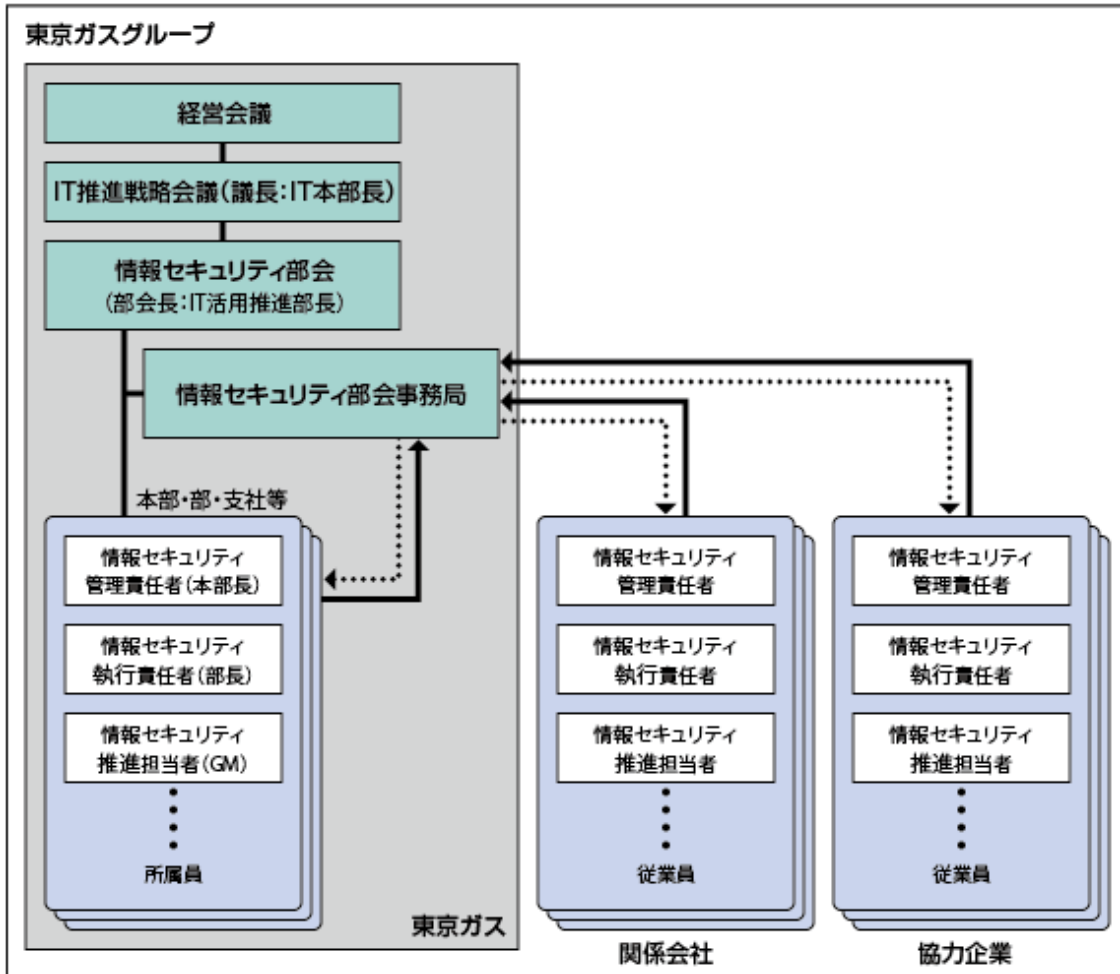 東京ガスグループ
経営会議
IT推進戦略会議(議長:IT本部長)
情報セキュリティ部会
(部会長:IT活用推進部長)
情報セキュリティ部会事務局
本部・部・支社等
情報セキュリティ
管理責任者(本部長)
情報セキュリティ
執行責任者(部長)
情報セキュリティ
推進担当者(GM)
所属員
東京ガス
情報セキュリティ
管理責任者
情報セキュリティ
執行責任者
情報セキュリティ
推進担当者
従業員
関係会社
情報セキュリティ
管理責任者
情報セキュリティ
執行責任者
情報セキュリティ
推進担当者
従業員
協力企業